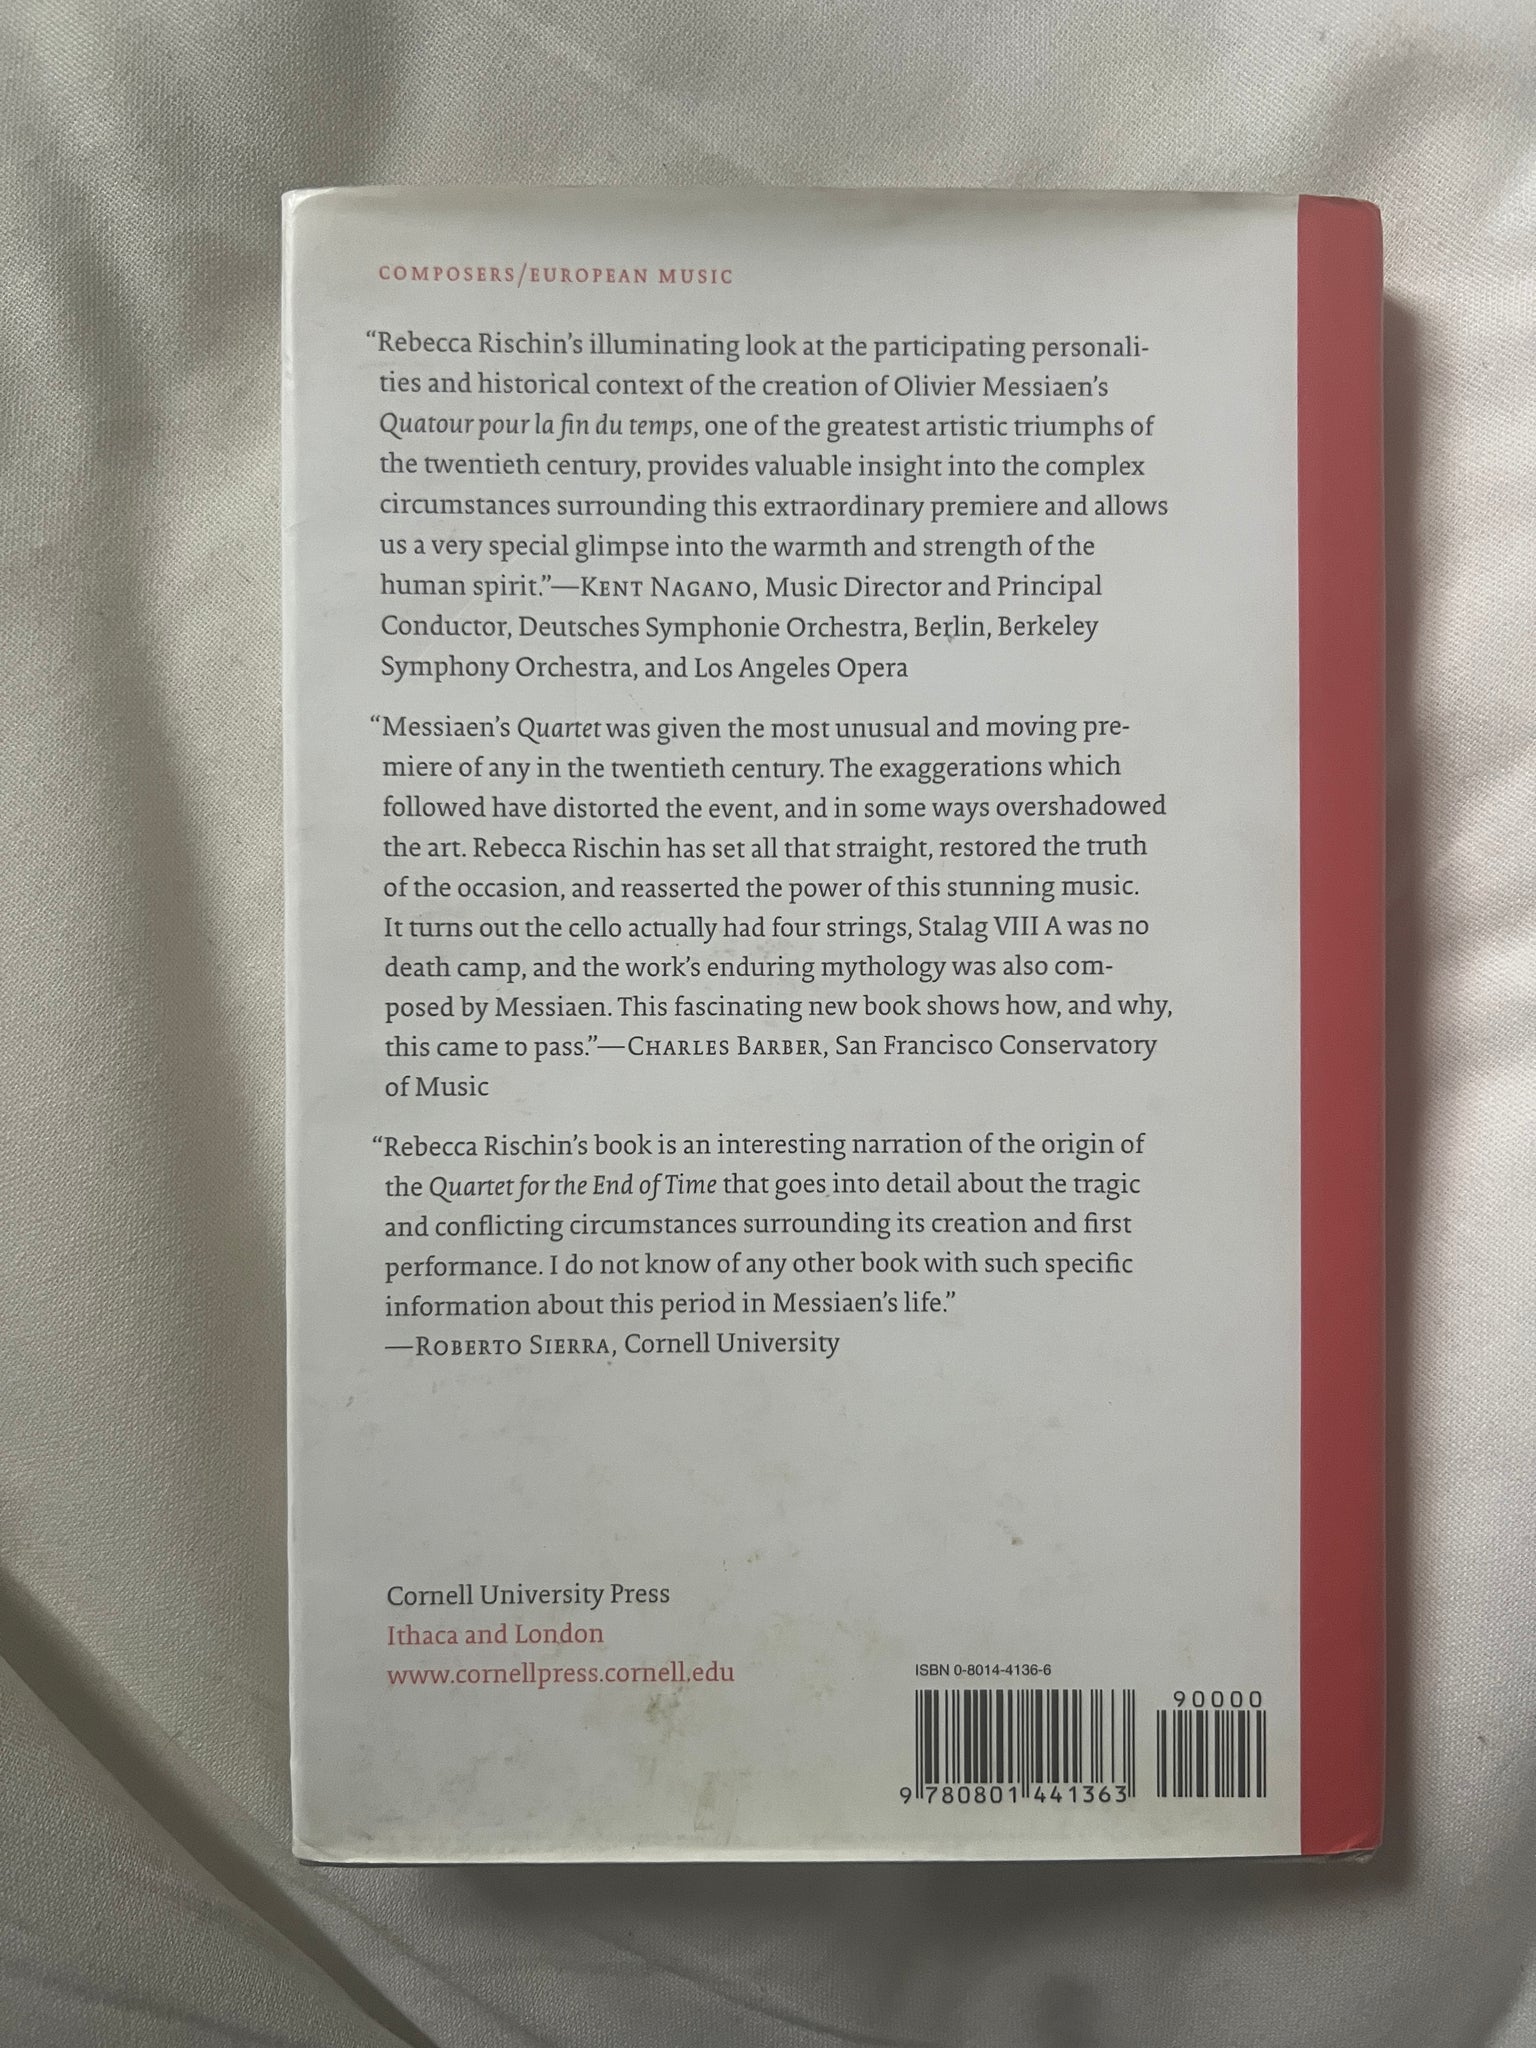 COMPOSERS/EUROPEAN MUSIC
“Rebecca Rischin’s illuminating look at the participating personali-
ties and historical context of the creation of Olivier Messiaen’s
Quatour pour la fin du temps, one of the greatest artistic triumphs of
the twentieth century, provides valuable insight into the complex
circumstances surrounding this extraordinary premiere and allows
us a very special glimpse into the warmth and strength of the
human spirit.”—KENT NAGANO, Music Director and Principal
Conductor, Deutsches Symphonie Orchestra, Berlin, Berkeley
Symphony Orchestra, and Los Angeles Opera
“Messiaen’s Quartet was given the most unusual and moving pre-
miere of any in the twentieth century. The exaggerations which
followed have distorted the event, and in some ways overshadowed
the art. Rebecca Rischin has set all that straight, restored the truth
of the occasion, and reasserted the power of this stunning music.
It turns out the cello actually had four strings, Stalag VIII A was no
death camp, and the work’s enduring mythology was also com-
posed by Messiaen. This fascinating new book shows how, and why,
this came to pass.”—CHARLES BARBER, San Francisco Conservatory
of Music
“Rebecca Rischin’s book is an interesting narration of the origin of
the Quartet for the End of Time that goes into detail about the tragic
and conflicting circumstances surrounding its creation and first
performance. I do not know of any other book with such specific
information about this period in Messiaen’s life.”
—ROBERTO SIERRA, Cornell University
Cornell University Press
Ithaca and London
www.cornellpress.cornell.edu
ISBN 0-8014-4136-6
90000
9 780801 441363